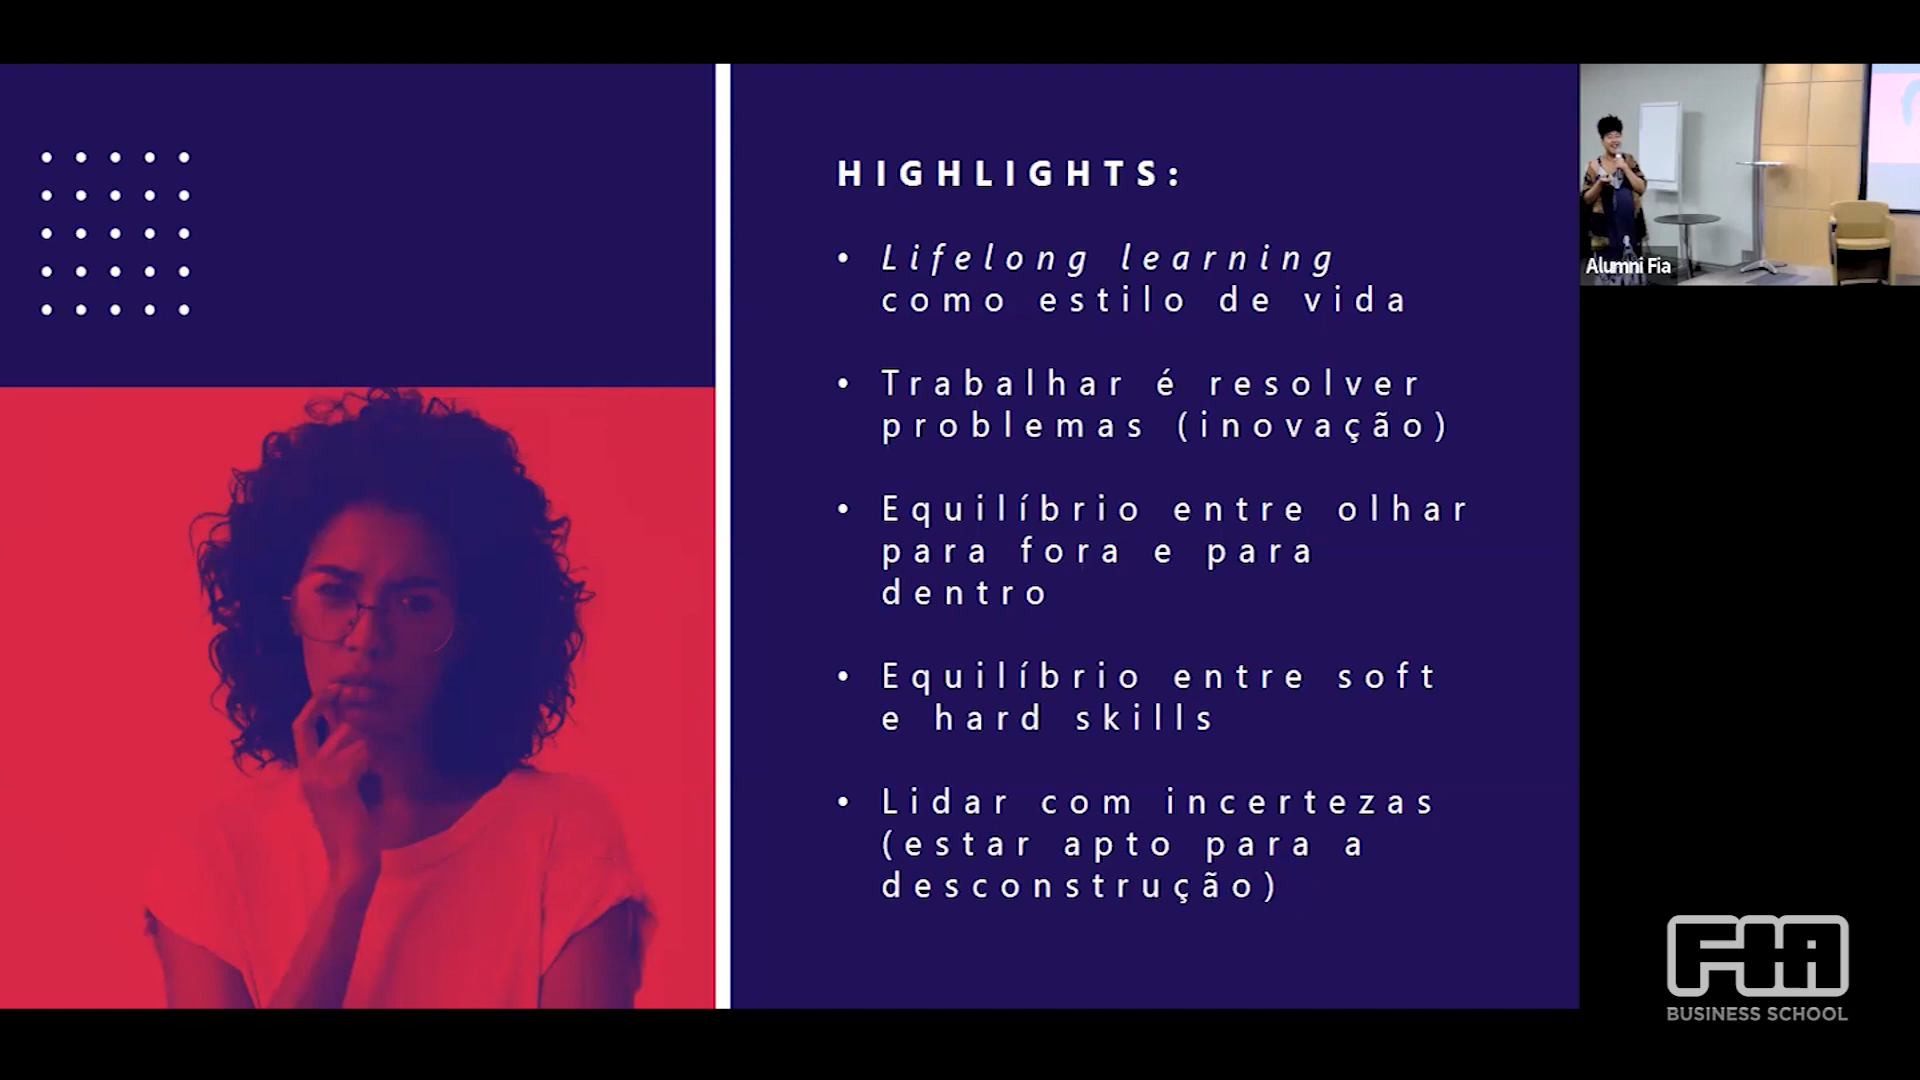 HIGHLIGHTS:
• Lifelong learning
como estilo de vida
• Trabalhar é resolver
problemas (inovação)
• Equilíbrio entre olhar
para fora e para
dentro
• Equilíbrio entre soft
e hard skills
• Lidar com incertezas
(estar apto para a
desconstrução)
Alumni Fia
FIA
BUSINESS SCHOOL